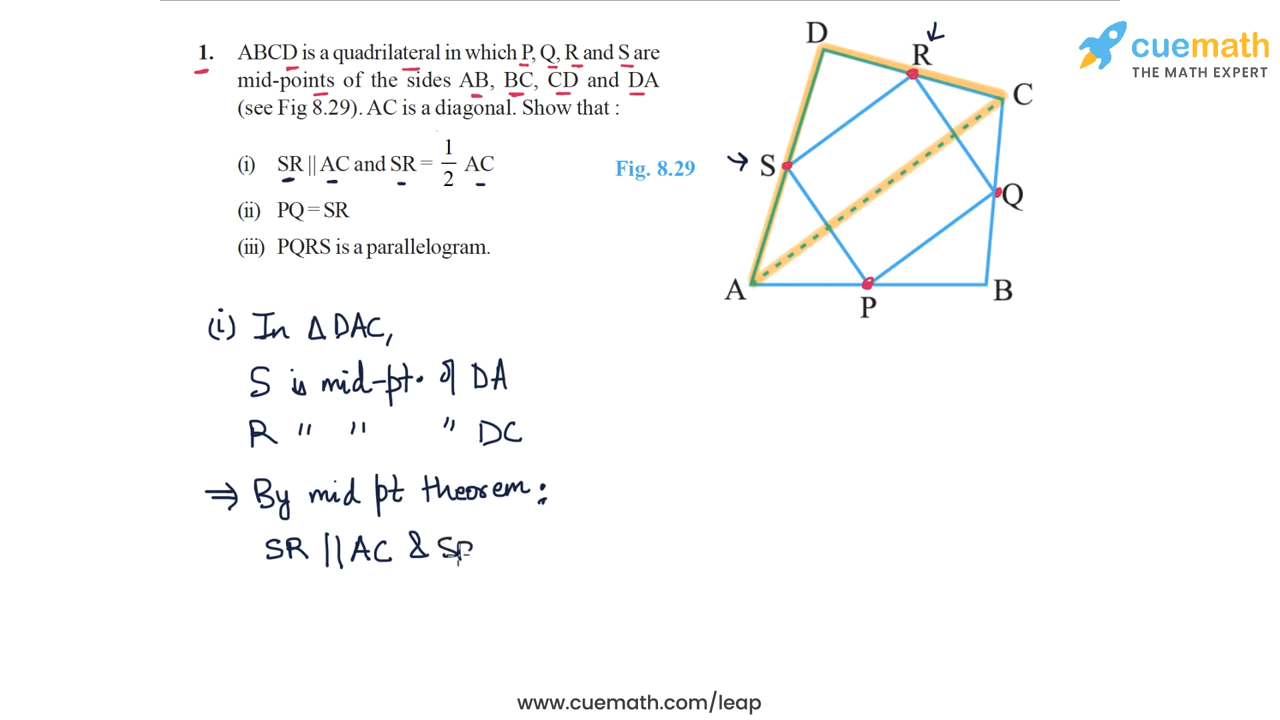 1. ABCD is a quadrilateral in which P, Q, R and S are
mid-points of the sides AB, BC, CD and DA
(see Fig 8.29). AC is a diagonal. Show that :
(i) SR || AC and SR = 1/2 AC
(ii) PQ = SR
(iii) PQRS is a parallelogram.
Fig. 8.29
D
R
C
S
Q
A
P
B
cuemath
THE MATH EXPERT
(i) In Δ DAC,
S is mid-pt. of DA
R " " " DC
⇒ By mid pt theorem:
SR || AC & S
www.cuemath.com/leap